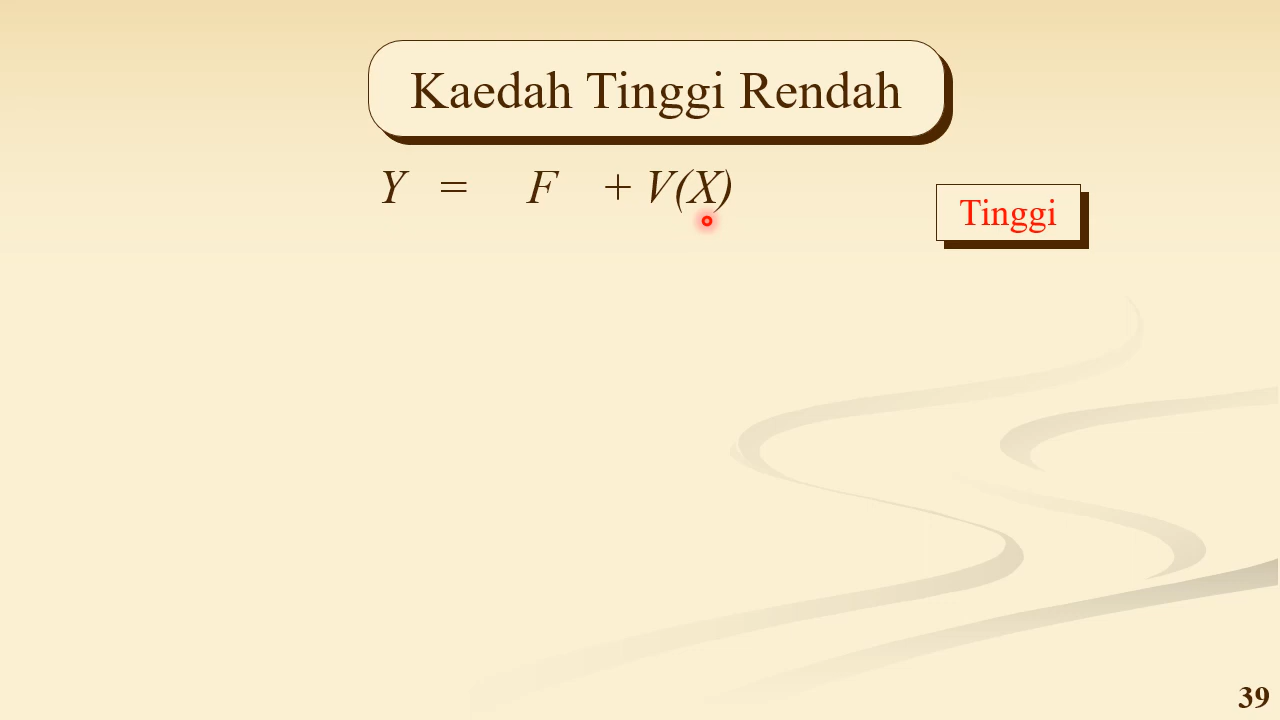 Kaedah Tinggi Rendah
Y = F + V(X)
Tinggi
39